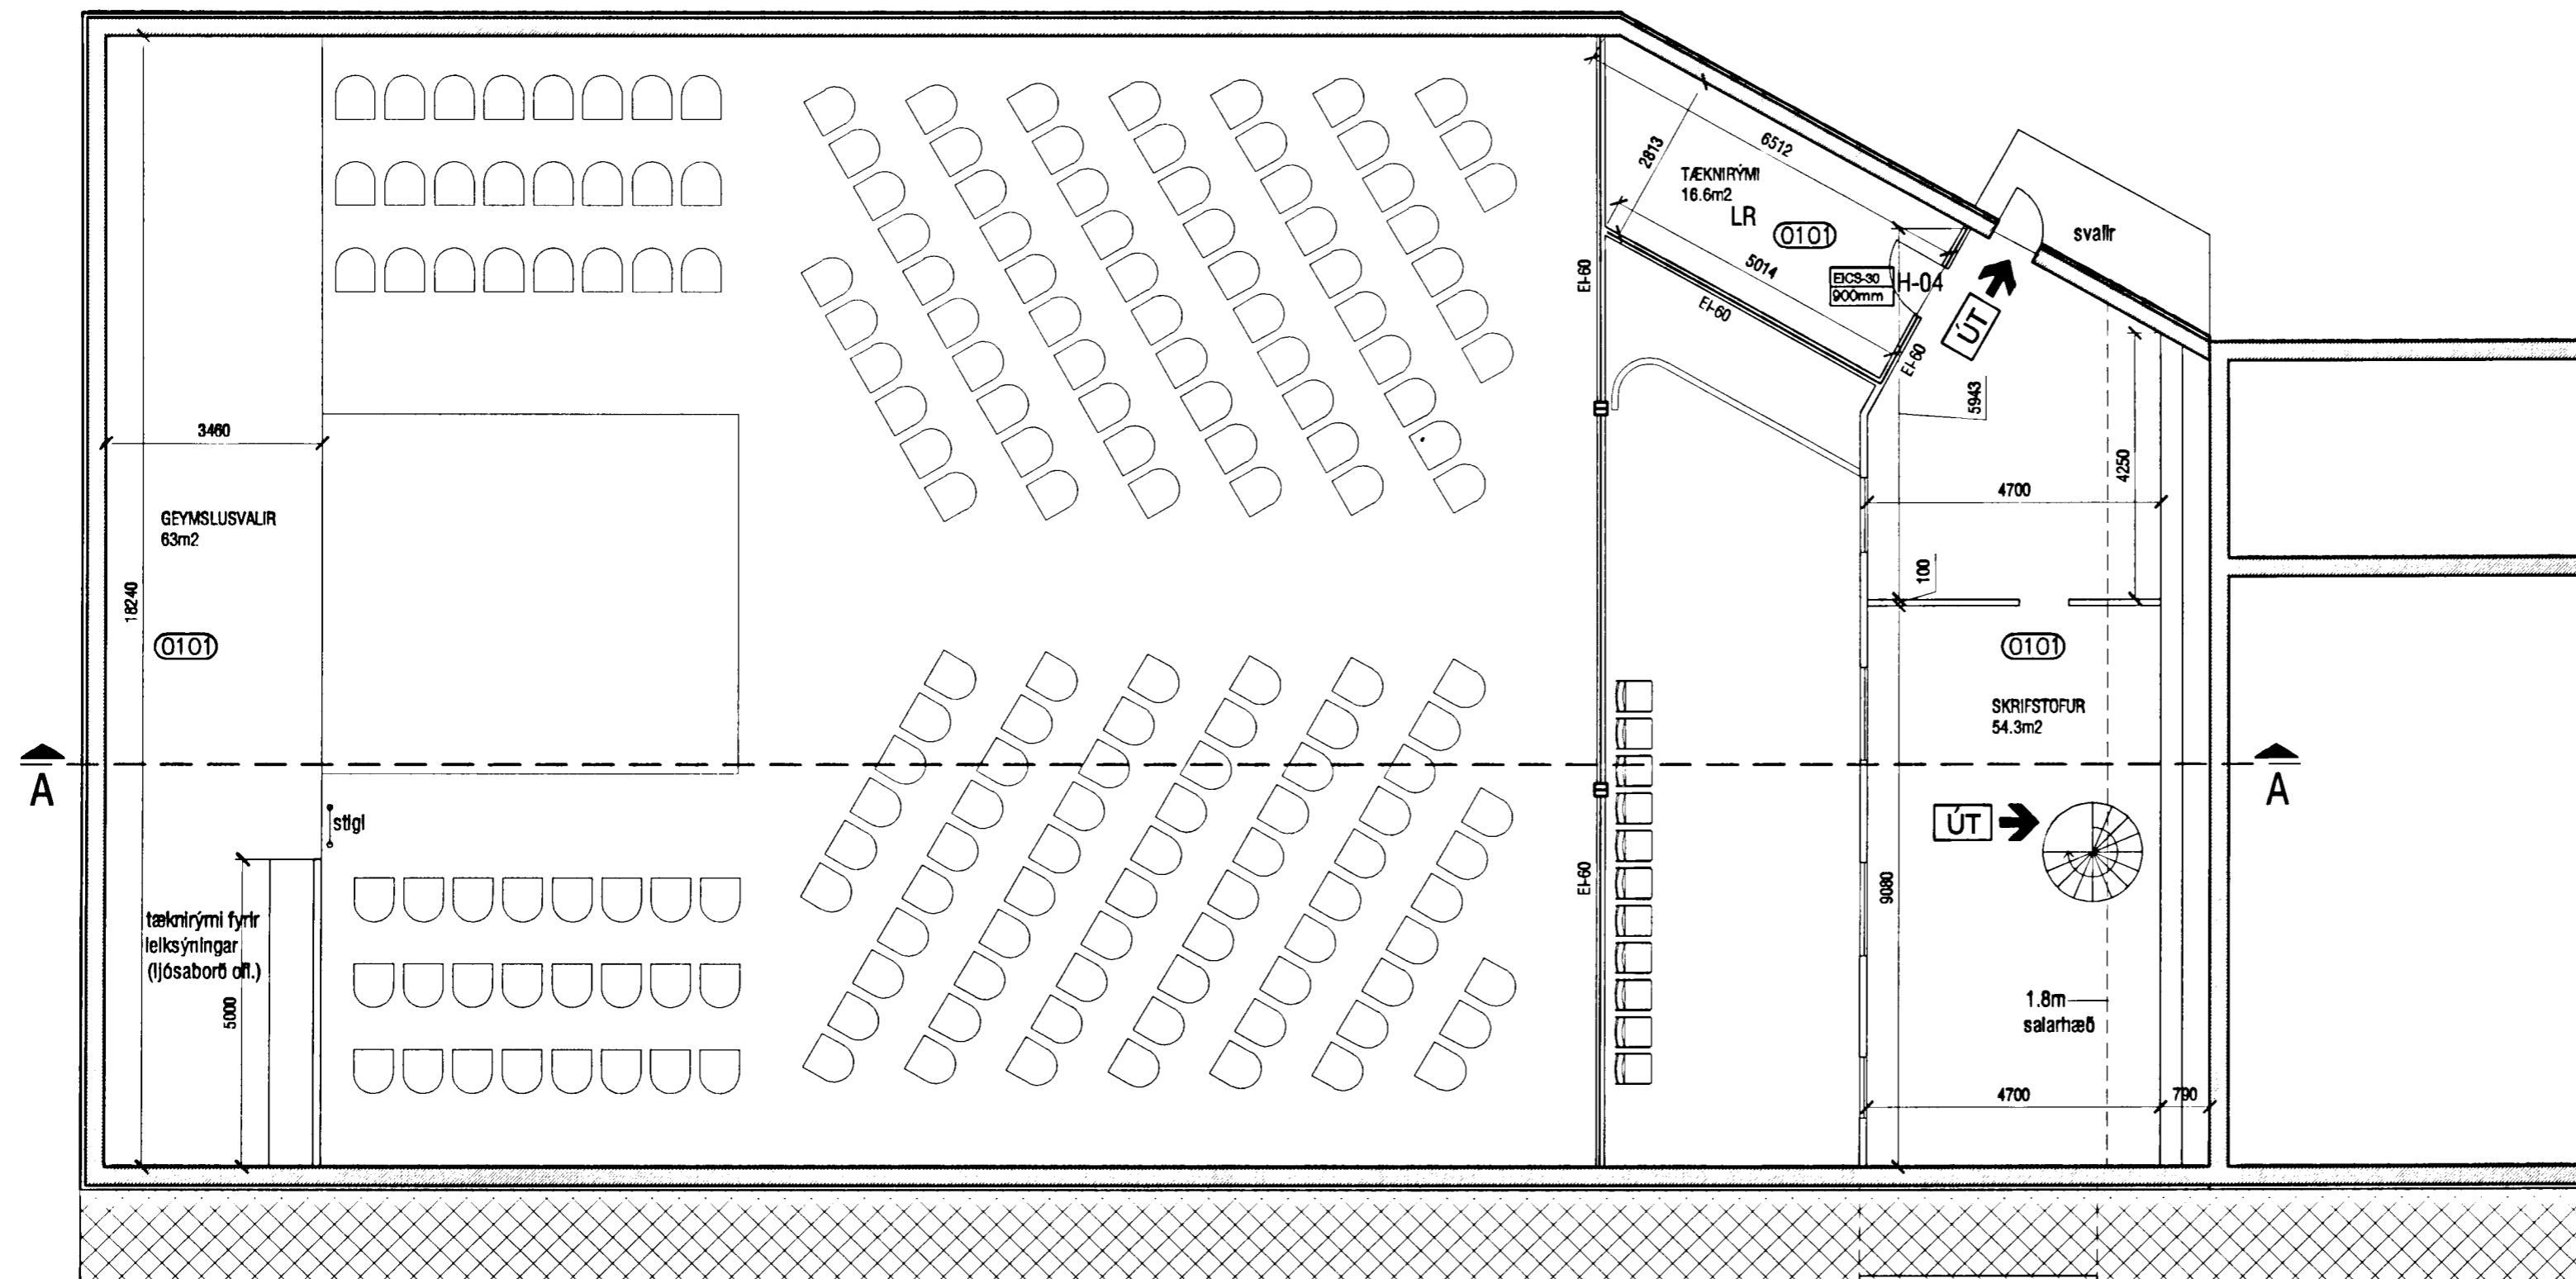 2813
6512
TÆKNIRÝMI
16.6m2
LR
0101
svalir
5014
EICS-30
900mm
H-04
EI-60
EI-60
ÚT
EI-60
5943
3460
4250
4700
GEYMSLUSVALIR
63m2
18240
100
0101
0101
SKRIFSTOFUR
54.3m2
A
A
stigi
ÚT
EI-60
9080
tæknirými fyrir
leiksýningar
(ljósaborð ofl.)
5000
1.8m
salarhæð
4700
790